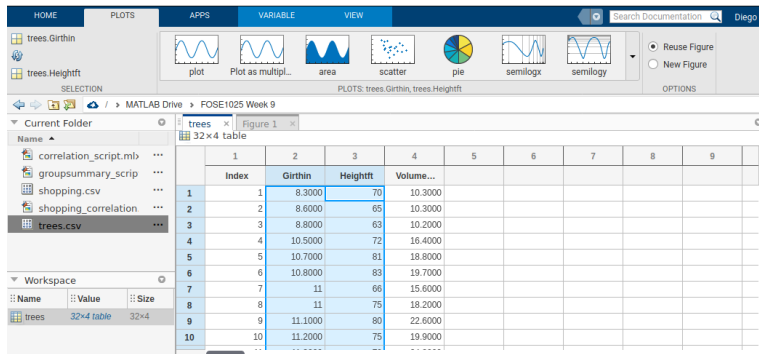 HOME PLOTS APPS VARIABLE VIEW Search Documentation Diego
trees.Girthin
trees.Heightft
plot Plot as multipl... area scatter pie semilogx semilogy
Reuse Figure
New Figure
SELECTION PLOTS: trees.Girthin, trees.Heightft OPTIONS
/ › MATLAB Drive › FOSE1025 Week 9
Current Folder
Name
correlation_script.mlx ...
groupsummary_scrip ...
shopping.csv ...
shopping_correlation ...
trees.csv ...
Workspace
Name Value Size
trees 32×4 table 32×4
trees × Figure 1 ×
32×4 table
1 2 3 4 5 6 7 8 9
Index Girthin Heightft Volume...
1 1 8.3000 70 10.3000
2 2 8.6000 65 10.3000
3 3 8.8000 63 10.2000
4 4 10.5000 72 16.4000
5 5 10.7000 81 18.8000
6 6 10.8000 83 19.7000
7 7 11 66 15.6000
8 8 11 75 18.2000
9 9 11.1000 80 22.6000
10 10 11.2000 75 19.9000